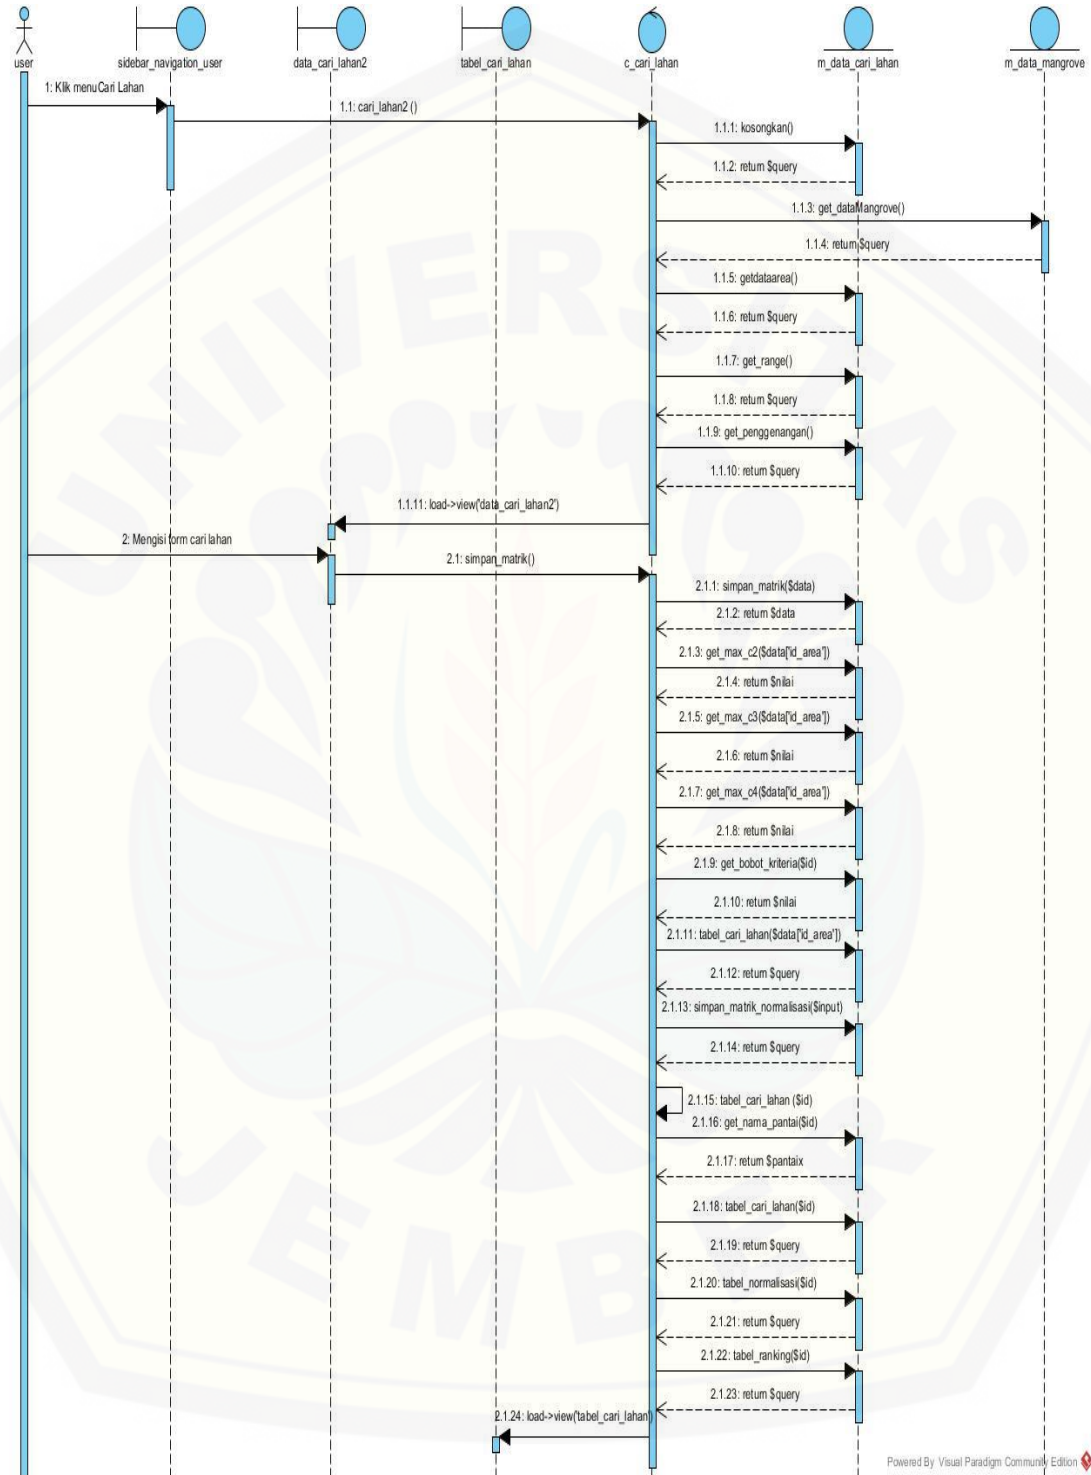 user
sidebar_navigation_user
data_cari_lahan2
tabel_cari_lahan
c_cari_lahan
m_data_cari_lahan
m_data_mangrove
1: Klik menuCari Lahan
1.1: cari_lahan2 ()
1.1.1: kosongkan()
1.1.2: return $query
1.1.3: get_dataMangrove()
1.1.4: return $query
1.1.5: getdataarea()
1.1.6: return $query
1.1.7: get_range()
1.1.8: return $query
1.1.9: get_penggenangan()
1.1.10: return $query
1.1.11: load->view('data_cari_lahan2')
2: Mengisi form cari lahan
2.1: simpan_matrik()
2.1.1: simpan_matrik($data)
2.1.2: return $data
2.1.3: get_max_c2($data['id_area'])
2.1.4: return $nilai
2.1.5: get_max_c3($data['id_area'])
2.1.6: return $nilai
2.1.7: get_max_c4($data['id_area'])
2.1.8: return $nilai
2.1.9: get_bobot_kriteria($id)
2.1.10: return $nilai
2.1.11: tabel_cari_lahan($data['id_area'])
2.1.12: return $query
2.1.13: simpan_matrik_normalisasi($input)
2.1.14: return $query
2.1.15: tabel_cari_lahan ($id)
2.1.16: get_nama_pantai($id)
2.1.17: return $pantaix
2.1.18: tabel_cari_lahan($id)
2.1.19: return $query
2.1.20: tabel_normalisasi($id)
2.1.21: return $query
2.1.22: tabel_ranking($id)
2.1.23: return $query
2.1.24: load->view('tabel_cari_lahan')
UNIVERSITAS
JEMBER
Powered By Visual Paradigm Community Edition